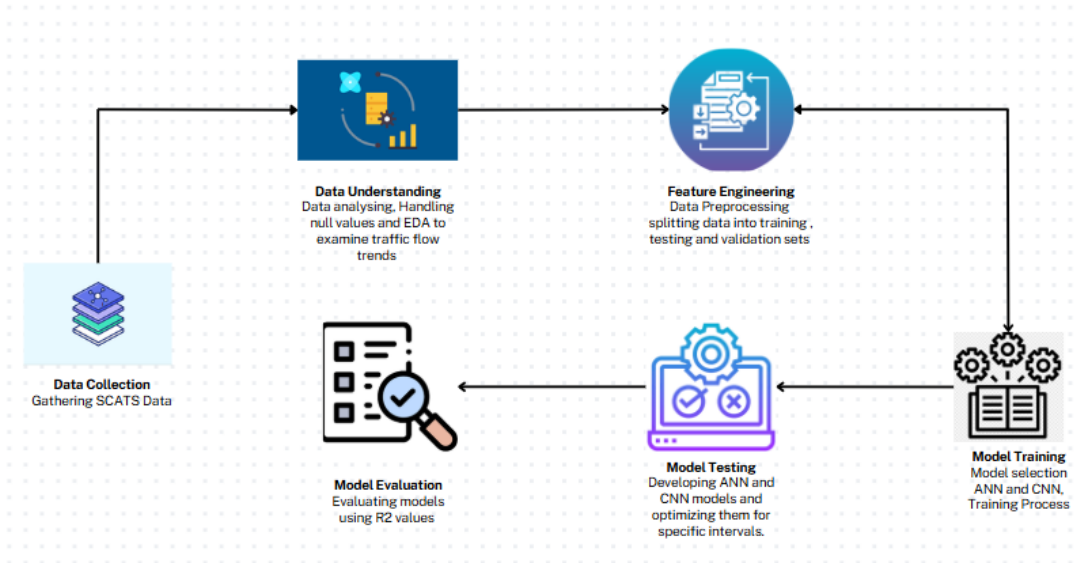 Data Understanding
Data analysing, Handling
null values and EDA to
examine traffic flow
trends
Feature Engineering
Data Preprocessing
splitting data into training ,
testing and validation sets
Data Collection
Gathering SCATS Data
Model Evaluation
Evaluating models
using R2 values
Model Testing
Developing ANN and
CNN models and
optimizing them for
specific intervals.
Model Training
Model selection
ANN and CNN,
Training Process